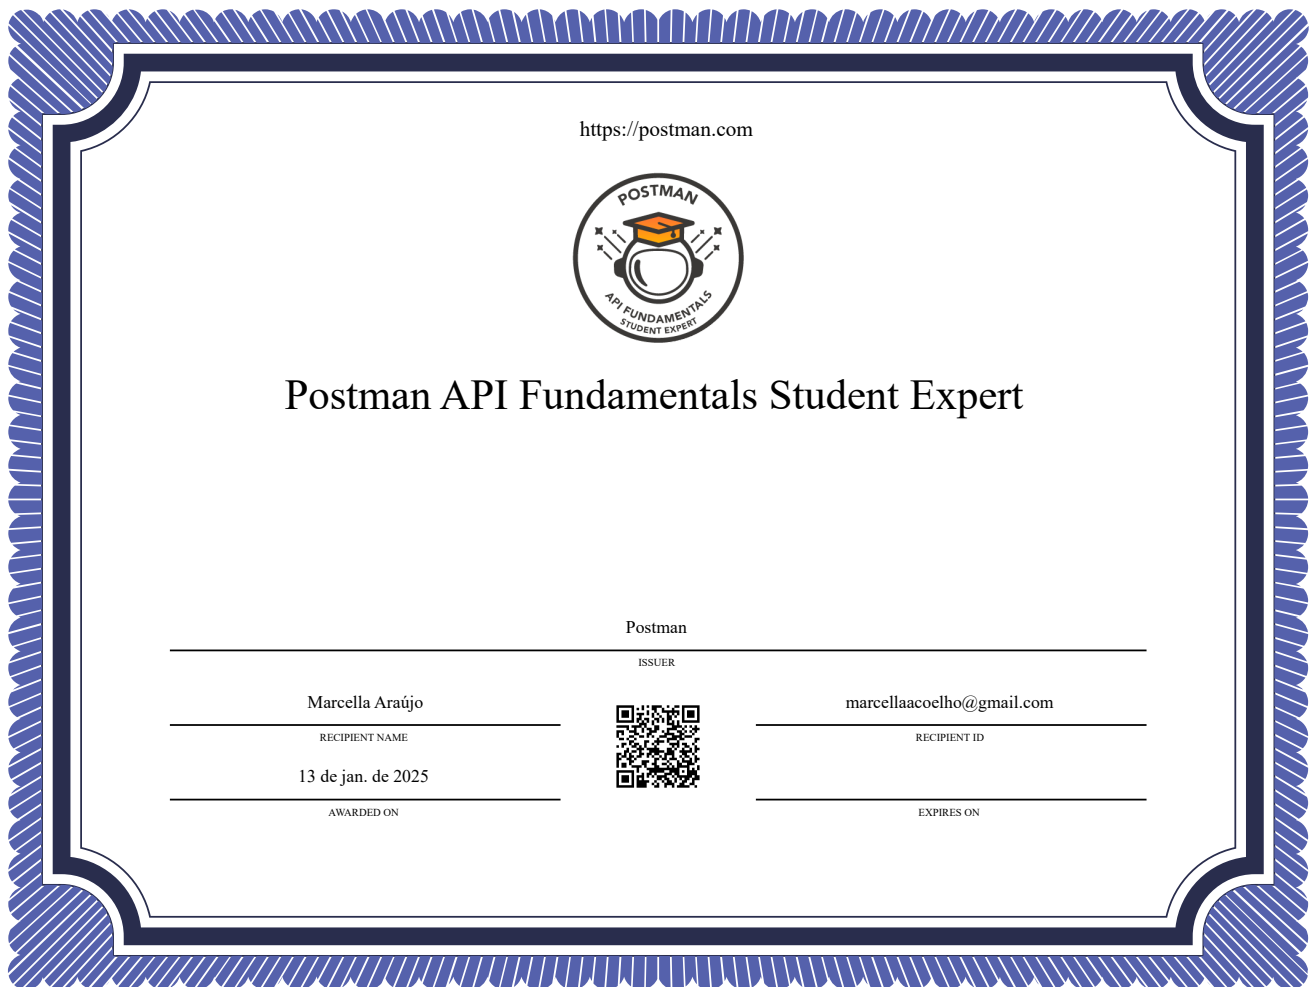 https://postman.com
POSTMAN
API FUNDAMENTALS
STUDENT EXPERT
Postman API Fundamentals Student Expert
Postman
ISSUER
Marcella Araújo
RECIPIENT NAME
marcellaacoelho@gmail.com
RECIPIENT ID
13 de jan. de 2025
AWARDED ON
EXPIRES ON